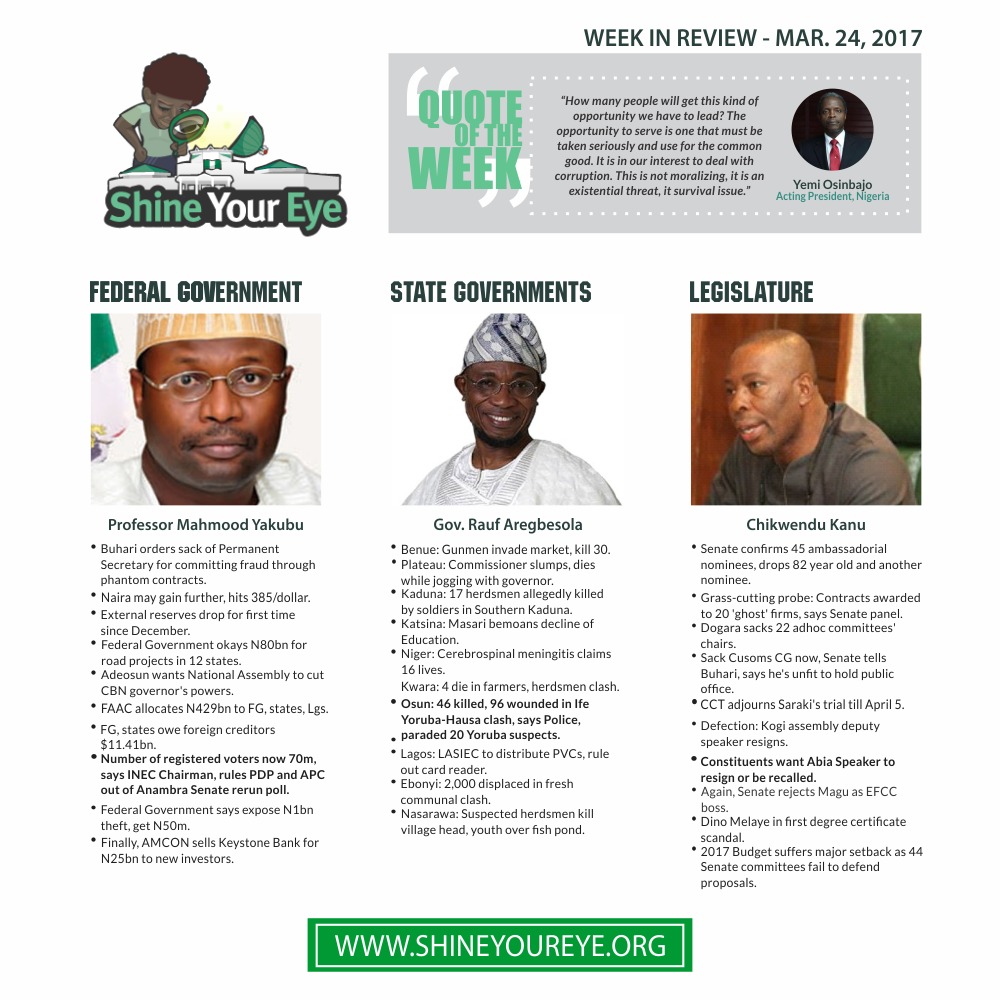 WEEK IN REVIEW - MAR. 24, 2017
Shine Your Eye
QUOTE
OF THE
WEEK
“How many people will get this kind of
opportunity we have to lead? The
opportunity to serve is one that must be
taken seriously and use for the common
good. It is in our interest to deal with
corruption. This is not moralizing, it is an
existential threat, it survival issue.”
Yemi Osinbajo
Acting President, Nigeria
FEDERAL GOVERNMENT
Professor Mahmood Yakubu
• Buhari orders sack of Permanent
Secretary for committing fraud through
phantom contracts.
• Naira may gain further, hits 385/dollar.
• External reserves drop for first time
since December.
• Federal Government okays N80bn for
road projects in 12 states.
• Adeosun wants National Assembly to cut
CBN governor's powers.
• FAAC allocates N429bn to FG, states, Lgs.
• FG, states owe foreign creditors
$11.41bn.
• Number of registered voters now 70m,
says INEC Chairman, rules PDP and APC
out of Anambra Senate rerun poll.
• Federal Government says expose N1bn
theft, get N50m.
• Finally, AMCON sells Keystone Bank for
N25bn to new investors.
STATE GOVERNMENTS
Gov. Rauf Aregbesola
• Benue: Gunmen invade market, kill 30.
• Plateau: Commissioner slumps, dies
while jogging with governor.
• Kaduna: 17 herdsmen allegedly killed
by soldiers in Southern Kaduna.
• Katsina: Masari bemoans decline of
Education.
• Niger: Cerebrospinal meningitis claims
16 lives.
Kwara: 4 die in farmers, herdsmen clash.
• Osun: 46 killed, 96 wounded in Ife
Yoruba-Hausa clash, says Police,
paraded 20 Yoruba suspects.
• Lagos: LASIEC to distribute PVCs, rule
out card reader.
• Ebonyi: 2,000 displaced in fresh
communal clash.
• Nasarawa: Suspected herdsmen kill
village head, youth over fish pond.
LEGISLATURE
Chikwendu Kanu
• Senate confirms 45 ambassadorial
nominees, drops 82 year old and another
nominee.
• Grass-cutting probe: Contracts awarded
to 20 'ghost' firms, says Senate panel.
• Dogara sacks 22 adhoc committees'
chairs.
• Sack Cusoms CG now, Senate tells
Buhari, says he's unfit to hold public
office.
• CCT adjourns Saraki's trial till April 5.
• Defection: Kogi assembly deputy
speaker resigns.
• Constituents want Abia Speaker to
resign or be recalled.
• Again, Senate rejects Magu as EFCC
boss.
• Dino Melaye in first degree certificate
scandal.
• 2017 Budget suffers major setback as 44
Senate committees fail to defend
proposals.
WWW.SHINEYOUREYE.ORG